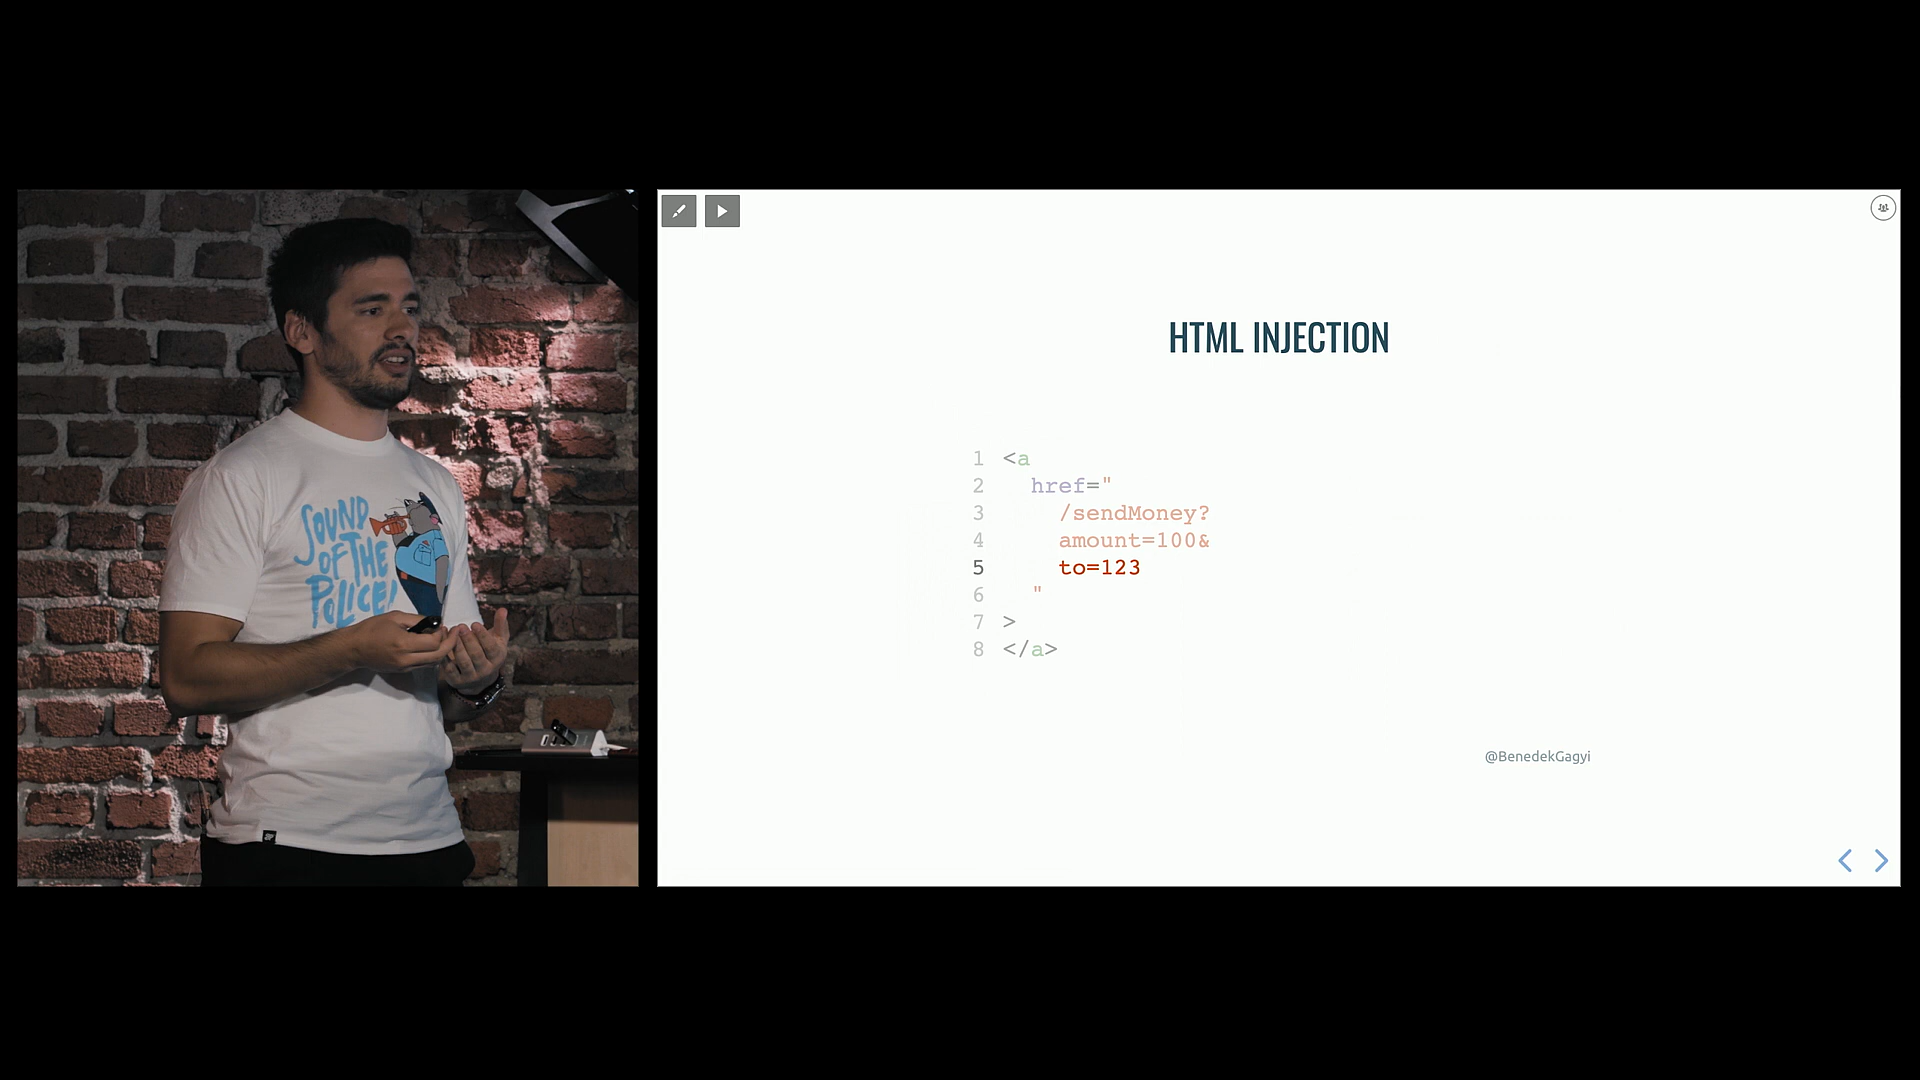 SOUND
OF THE
POLICE!
HTML INJECTION
1 <a
2 href="
3 /sendMoney?
4 amount=100&
5 to=123
6 "
7 >
8 </a>
@BenedekGagyi